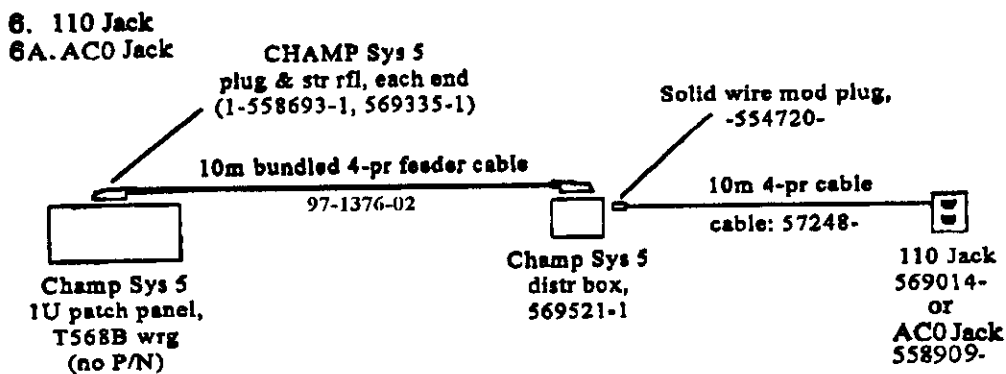 6. 110 Jack
6A. AC0 Jack
CHAMP Sys 5
plug & str rfl, each end
(1-558693-1, 569335-1)
Solid wire mod plug,
-554720-
10m bundled 4-pr feeder cable
97-1376-02
10m 4-pr cable
cable: 57248-
Champ Sys 5
1U patch panel,
T568B wrg
(no P/N)
Champ Sys 5
distr box,
569521-1
110 Jack
569014-
or
AC0 Jack
558909-